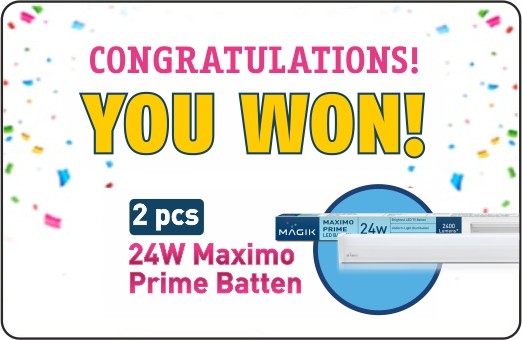 CONGRATULATIONS!
YOU WON!
2 pcs
24W Maximo
Prime Batten
MAGIK
MAXIMO
PRIME
24W
2400